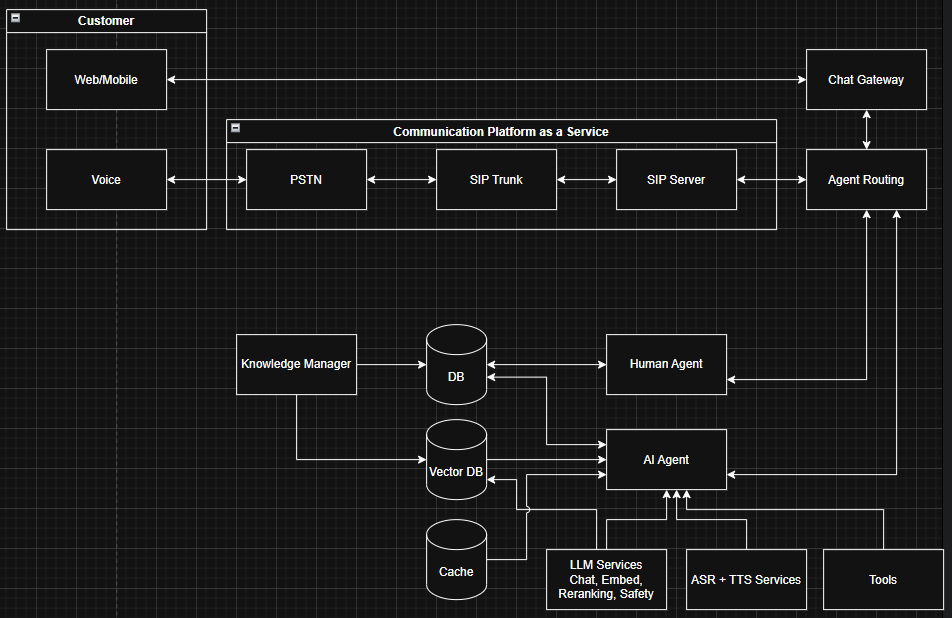 Customer
Web/Mobile
Chat Gateway
Communication Platform as a Service
Voice
PSTN
SIP Trunk
SIP Server
Agent Routing
Knowledge Manager
DB
Human Agent
Vector DB
AI Agent
Cache
LLM Services
Chat, Embed,
Reranking, Safety
ASR + TTS Services
Tools